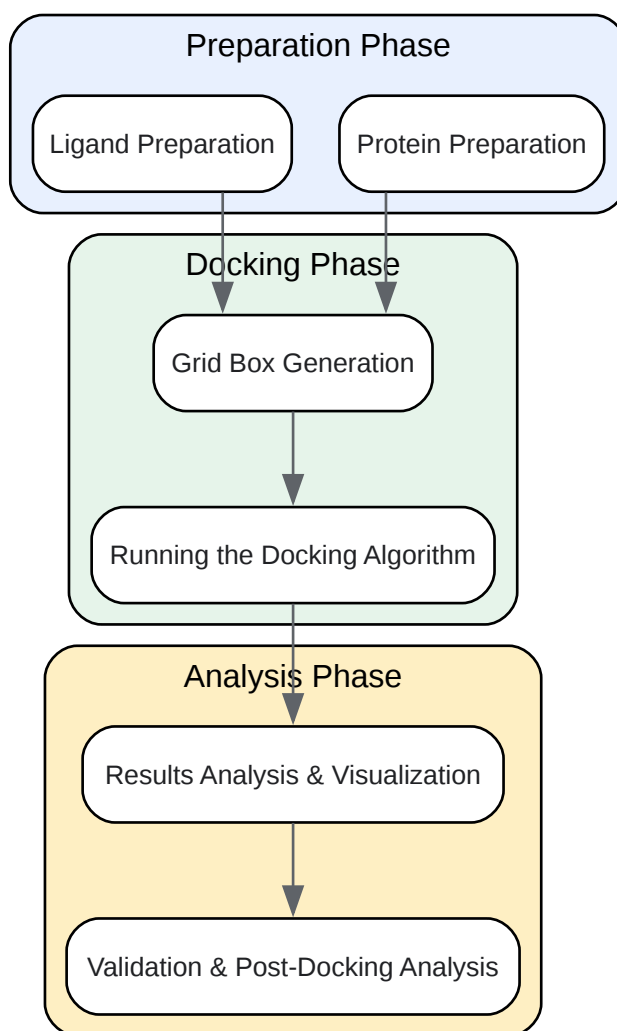 Preparation Phase
Ligand Preparation
Protein Preparation
Docking Phase
Grid Box Generation
Running the Docking Algorithm
Analysis Phase
Results Analysis & Visualization
Validation & Post-Docking Analysis